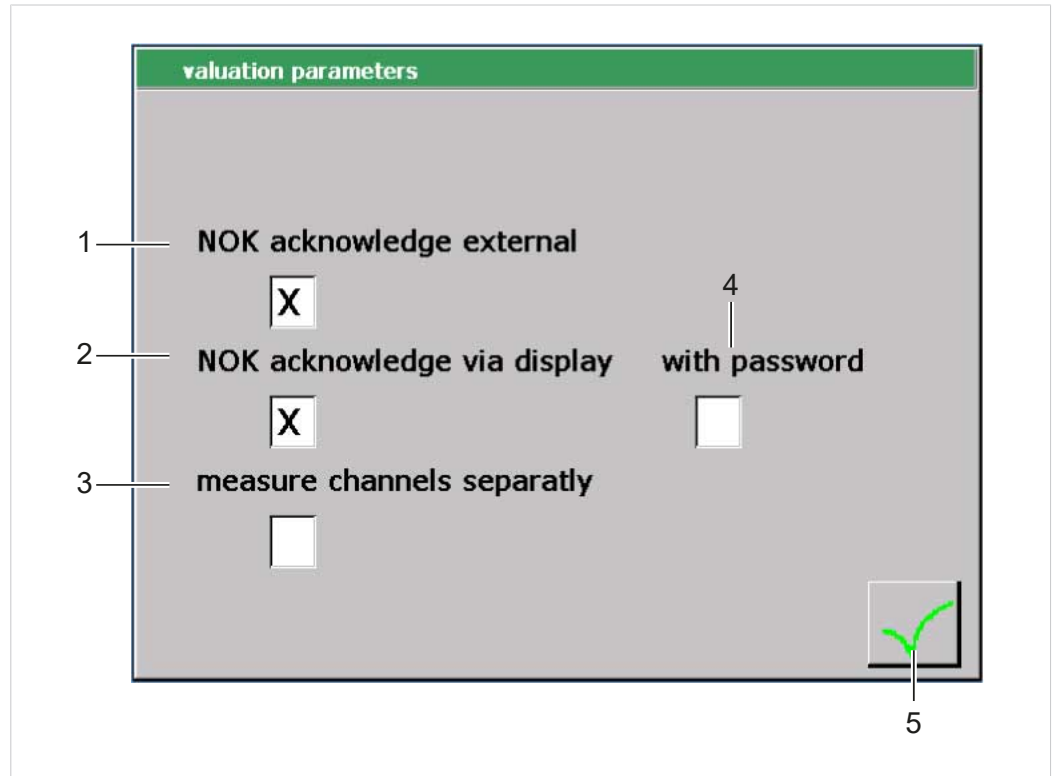 valuation parameters
1 NOK acknowledge external
X
4
2 NOK acknowledge via display with password
X
3 measure channels separatly
5